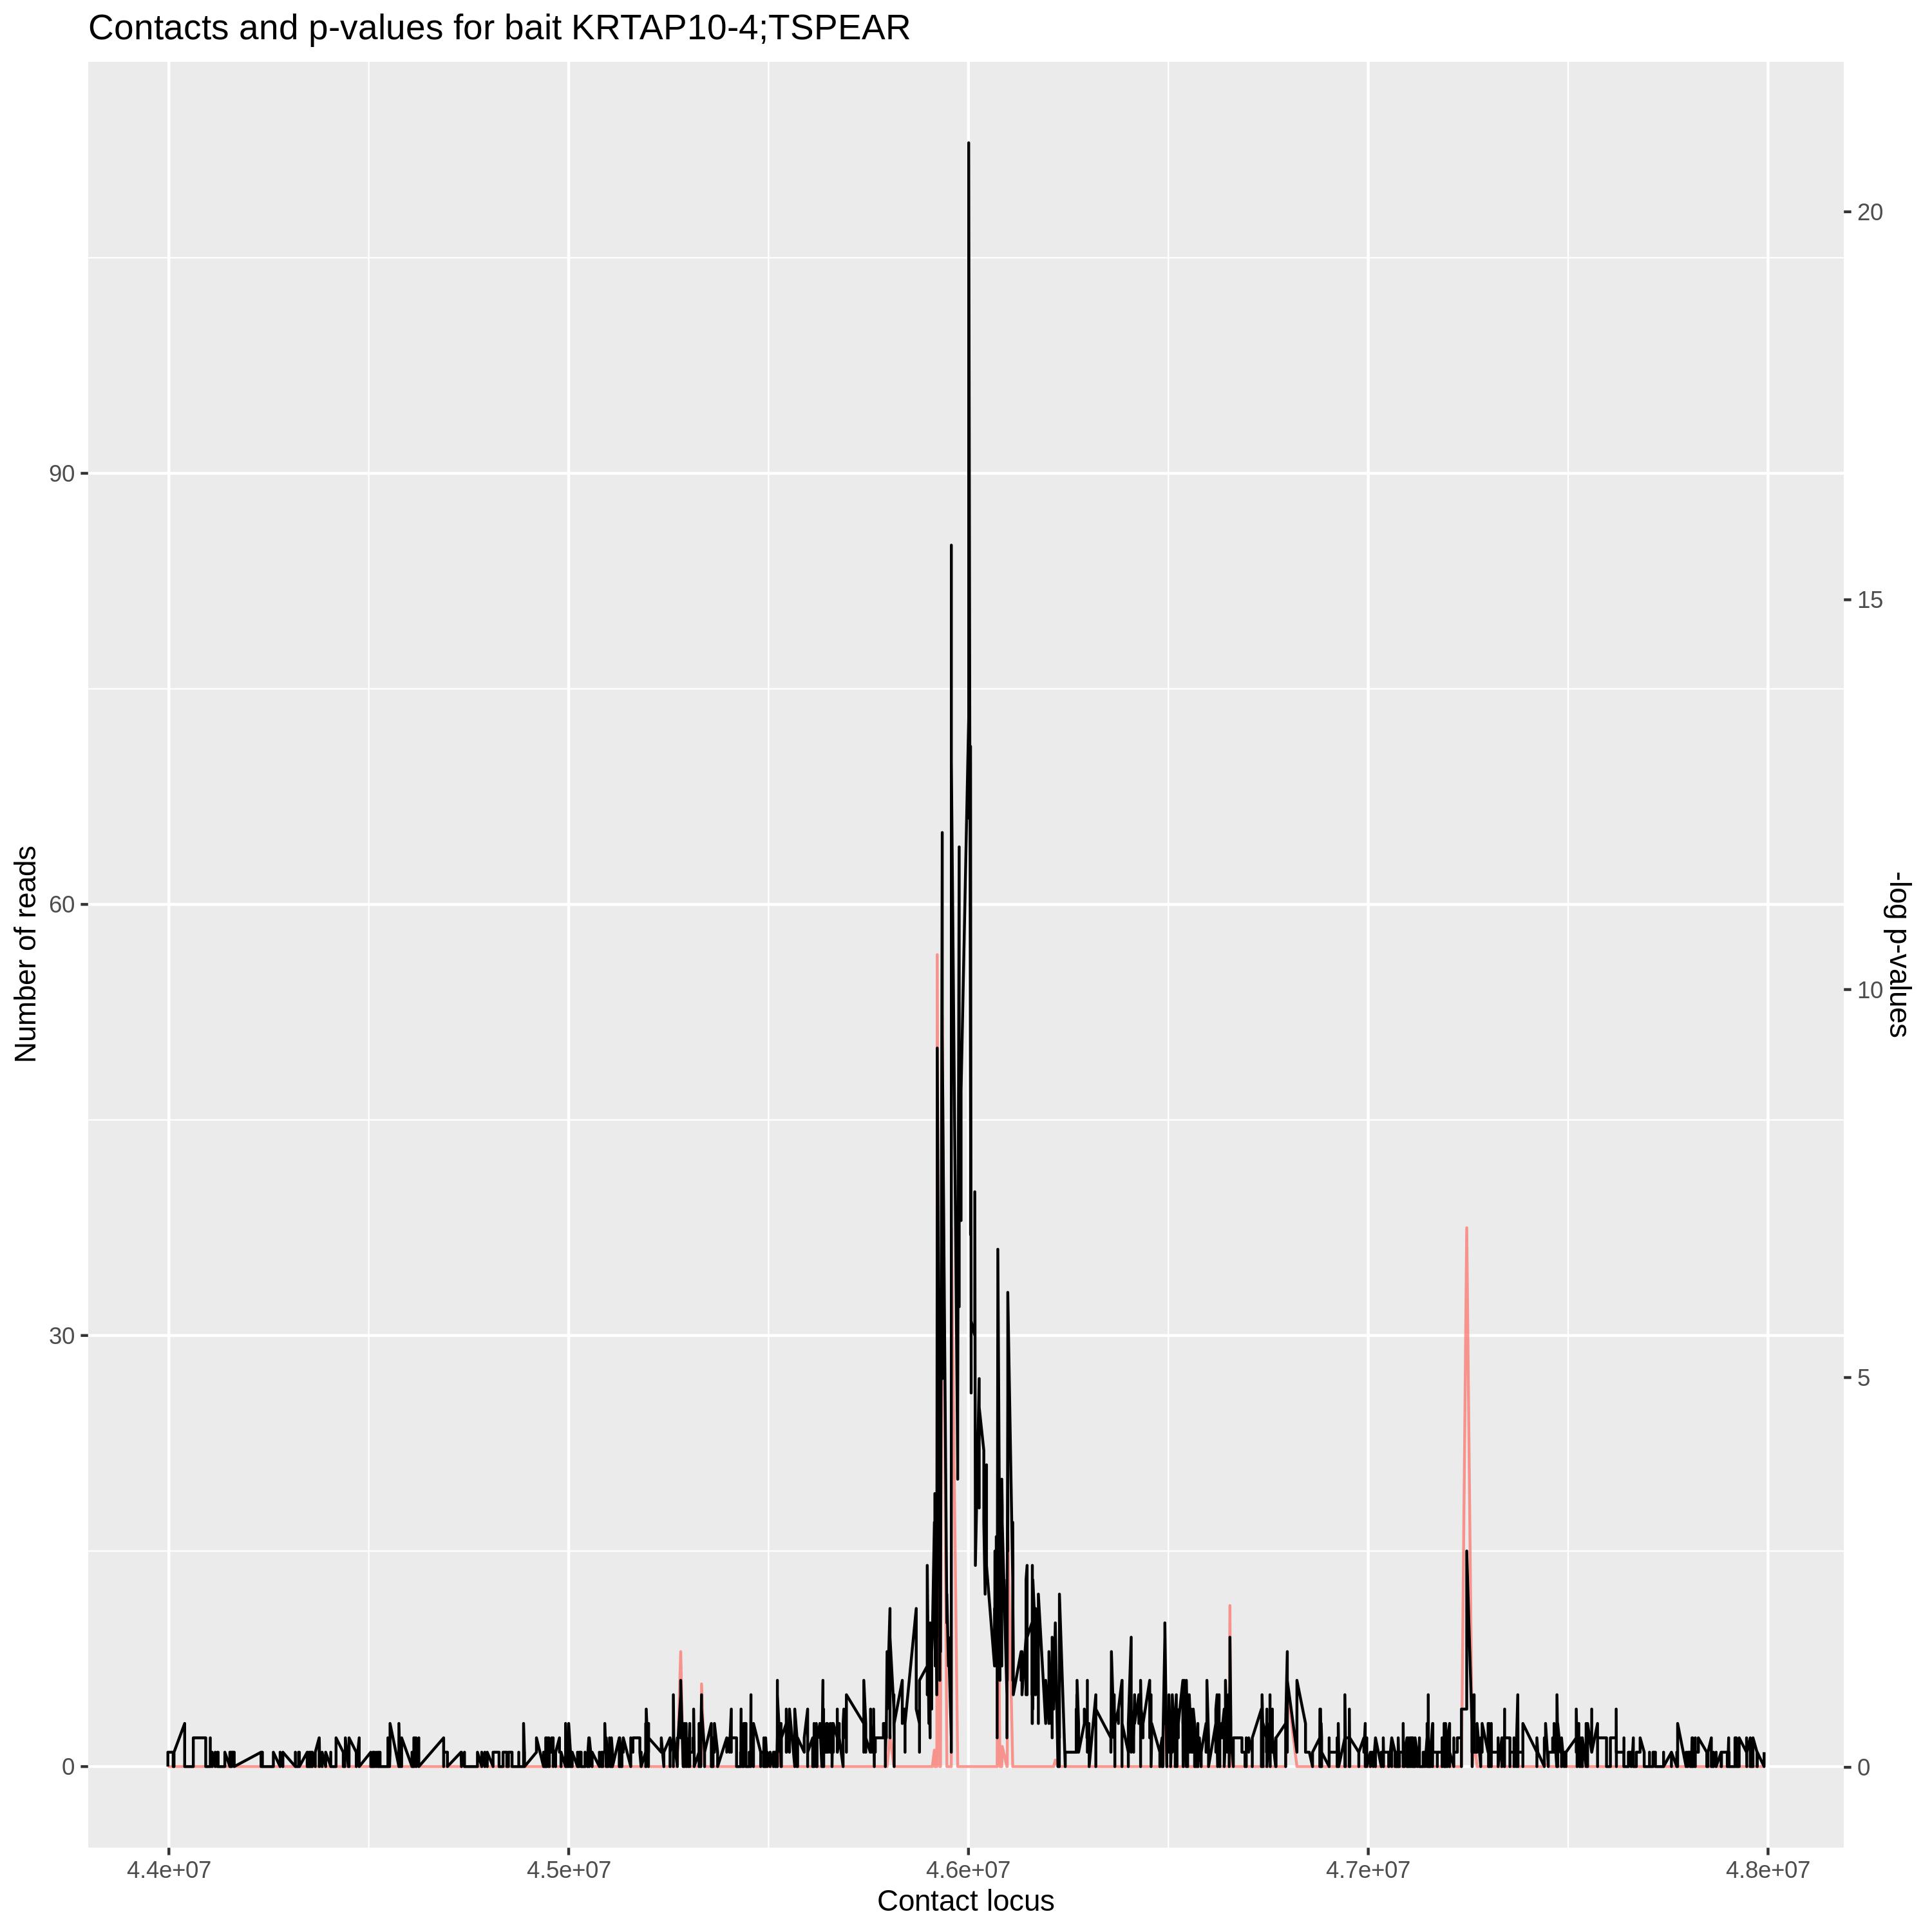 Contacts and p-values for bait KRTAP10-4;TSPEAR
Number of reads
90
60
30
0
20
15
10
5
0
-log p-values
4.4e+07
4.5e+07
4.6e+07
4.7e+07
4.8e+07
Contact locus